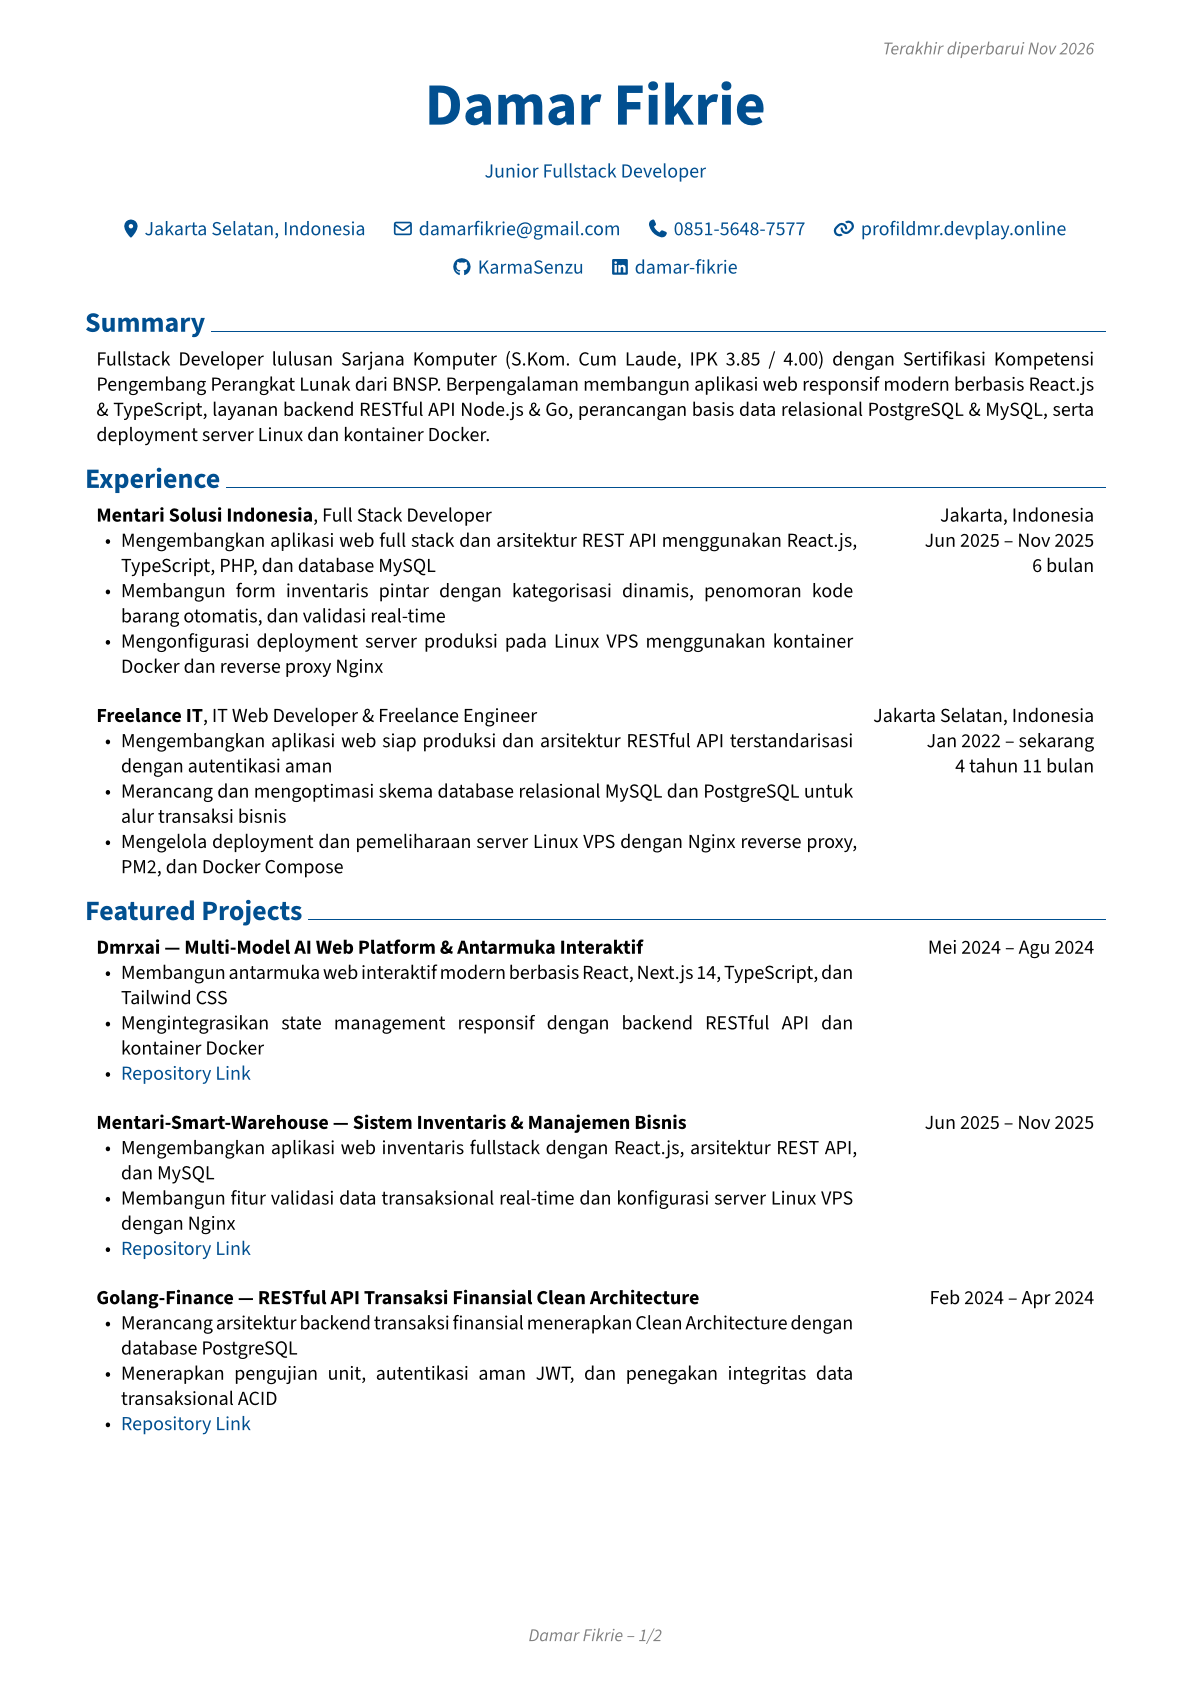 Terakhir diperbarui Nov 2026
Damar Fikrie
Junior Fullstack Developer
Jakarta Selatan, Indonesia damarfikrie@gmail.com 0851-5648-7577 profildmr.devplay.online
KarmaSenzu damar-fikrie
Summary
Fullstack Developer lulusan Sarjana Komputer (S.Kom. Cum Laude, IPK 3.85 / 4.00) dengan Sertifikasi Kompetensi
Pengembang Perangkat Lunak dari BNSP. Berpengalaman membangun aplikasi web responsif modern berbasis React.js
& TypeScript, layanan backend RESTful API Node.js & Go, perancangan basis data relasional PostgreSQL & MySQL, serta
deployment server Linux dan kontainer Docker.
Experience
Mentari Solusi Indonesia, Full Stack Developer Jakarta, Indonesia
• Mengembangkan aplikasi web full stack dan arsitektur REST API menggunakan React.js, Jun 2025 – Nov 2025
TypeScript, PHP, dan database MySQL 6 bulan
• Membangun form inventaris pintar dengan kategorisasi dinamis, penomoran kode
barang otomatis, dan validasi real-time
• Mengonfigurasi deployment server produksi pada Linux VPS menggunakan kontainer
Docker dan reverse proxy Nginx
Freelance IT, IT Web Developer & Freelance Engineer Jakarta Selatan, Indonesia
• Mengembangkan aplikasi web siap produksi dan arsitektur RESTful API terstandarisasi Jan 2022 – sekarang
dengan autentikasi aman 4 tahun 11 bulan
• Merancang dan mengoptimasi skema database relasional MySQL dan PostgreSQL untuk
alur transaksi bisnis
• Mengelola deployment dan pemeliharaan server Linux VPS dengan Nginx reverse proxy,
PM2, dan Docker Compose
Featured Projects
Dmrxai — Multi-Model AI Web Platform & Antarmuka Interaktif Mei 2024 – Agu 2024
• Membangun antarmuka web interaktif modern berbasis React, Next.js 14, TypeScript, dan
Tailwind CSS
• Mengintegrasikan state management responsif dengan backend RESTful API dan
kontainer Docker
• Repository Link
Mentari-Smart-Warehouse — Sistem Inventaris & Manajemen Bisnis Jun 2025 – Nov 2025
• Mengembangkan aplikasi web inventaris fullstack dengan React.js, arsitektur REST API,
dan MySQL
• Membangun fitur validasi data transaksional real-time dan konfigurasi server Linux VPS
dengan Nginx
• Repository Link
Golang-Finance — RESTful API Transaksi Finansial Clean Architecture Feb 2024 – Apr 2024
• Merancang arsitektur backend transaksi finansial menerapkan Clean Architecture dengan
database PostgreSQL
• Menerapkan pengujian unit, autentikasi aman JWT, dan penegakan integritas data
transaksional ACID
• Repository Link
Damar Fikrie – 1/2